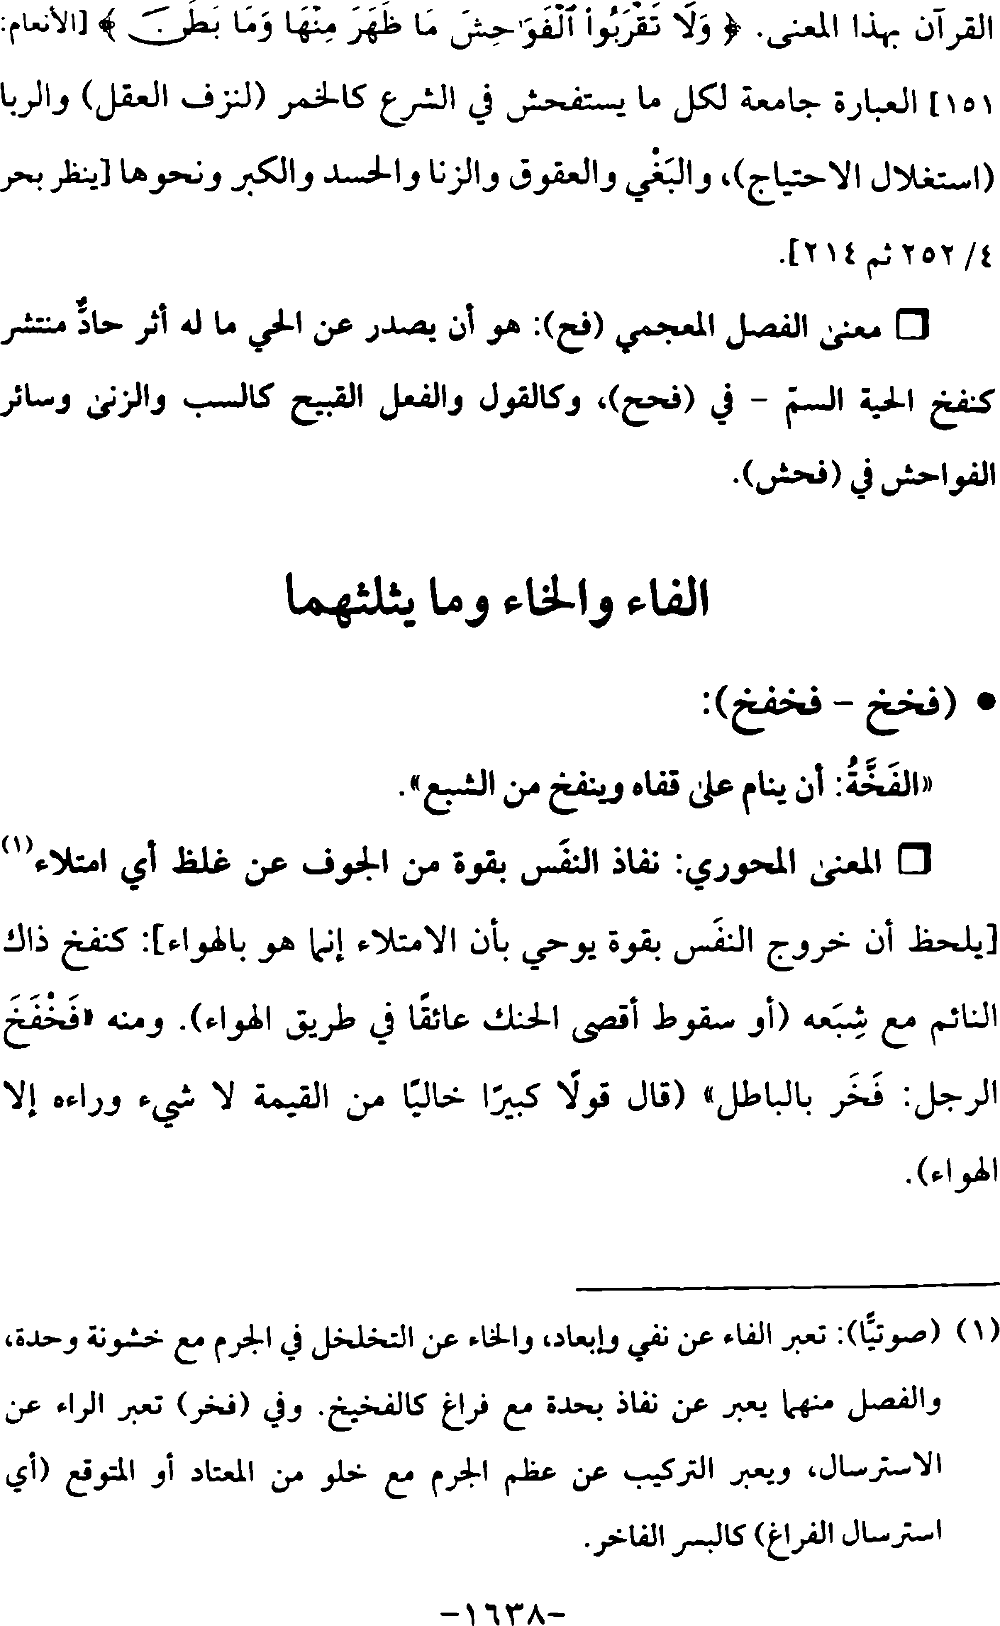 القرآن بهذا المعنى. ﴿ وَلَا تَقْرَبُوا۟ ٱلْفَوَٰحِشَ مَا ظَهَرَ مِنْهَا وَمَا بَطَنَ ﴾ [الأنعام:
١٥١] العبارة جامعة لكل ما يستفحش في الشرع كالخمر (لنزف العقل) والربا
(استغلال الاحتياج)، والبَغْي والعقوق والزنا والحسد والكبر ونحوها [ينظر بحر
٤/ ٢٥٢ ثم ٢١٤].
□ معنى الفصل المعجمي (فح): هو أن يصدر عن الحي ما له أثر حادٌّ منتشر
كنفخ الحية السمّ – في (فحح)، وكالقول والفعل القبيح كالسب والزنى وسائر
الفواحش في (فحش).
الفاء والخاء وما يثلثهما
• (فخخ – فخفخ):
«الفَخَّةُ: أن ينام على قفاه وينفخ من الشبع».
□ المعنى المحوري: نفاذ النفَس بقوة من الجوف عن غلظ أي امتلاء(١)
[يلحظ أن خروج النفَس بقوة يوحي بأن الامتلاء إنما هو بالهواء]: كنفخ ذاك
النائم مع شِبَعه (أو سقوط أقصى الحنك عائقًا في طريق الهواء). ومنه «فَخْفَخَ
الرجل: فَخَر بالباطل» (قال قولًا كبيرًا خاليًا من القيمة لا شيء وراءه إلا
الهواء).
(١) (صوتيًّا): تعبر الفاء عن نفي وإبعاد، والخاء عن التخلخل في الجرم مع خشونة وحدة،
والفصل منهما يعبر عن نفاذ بحدة مع فراغ كالفخيخ. وفي (فخر) تعبر الراء عن
الاسترسال، ويعبر التركيب عن عظم الجرم مع خلو من المعتاد أو المتوقع (أي
استرسال الفراغ) كالبسر الفاخر.
-١٦٣٨-